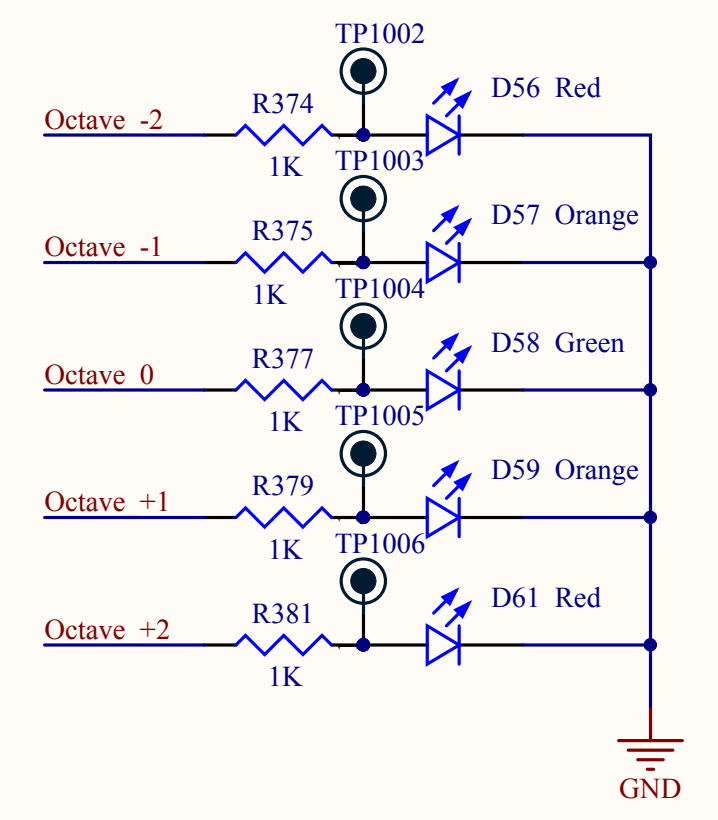 TP1002
D56 Red
R374
Octave -2
1K
TP1003
D57 Orange
R375
Octave -1
1K
TP1004
D58 Green
R377
Octave 0
1K
TP1005
D59 Orange
R379
Octave +1
1K
TP1006
D61 Red
R381
Octave +2
1K
GND